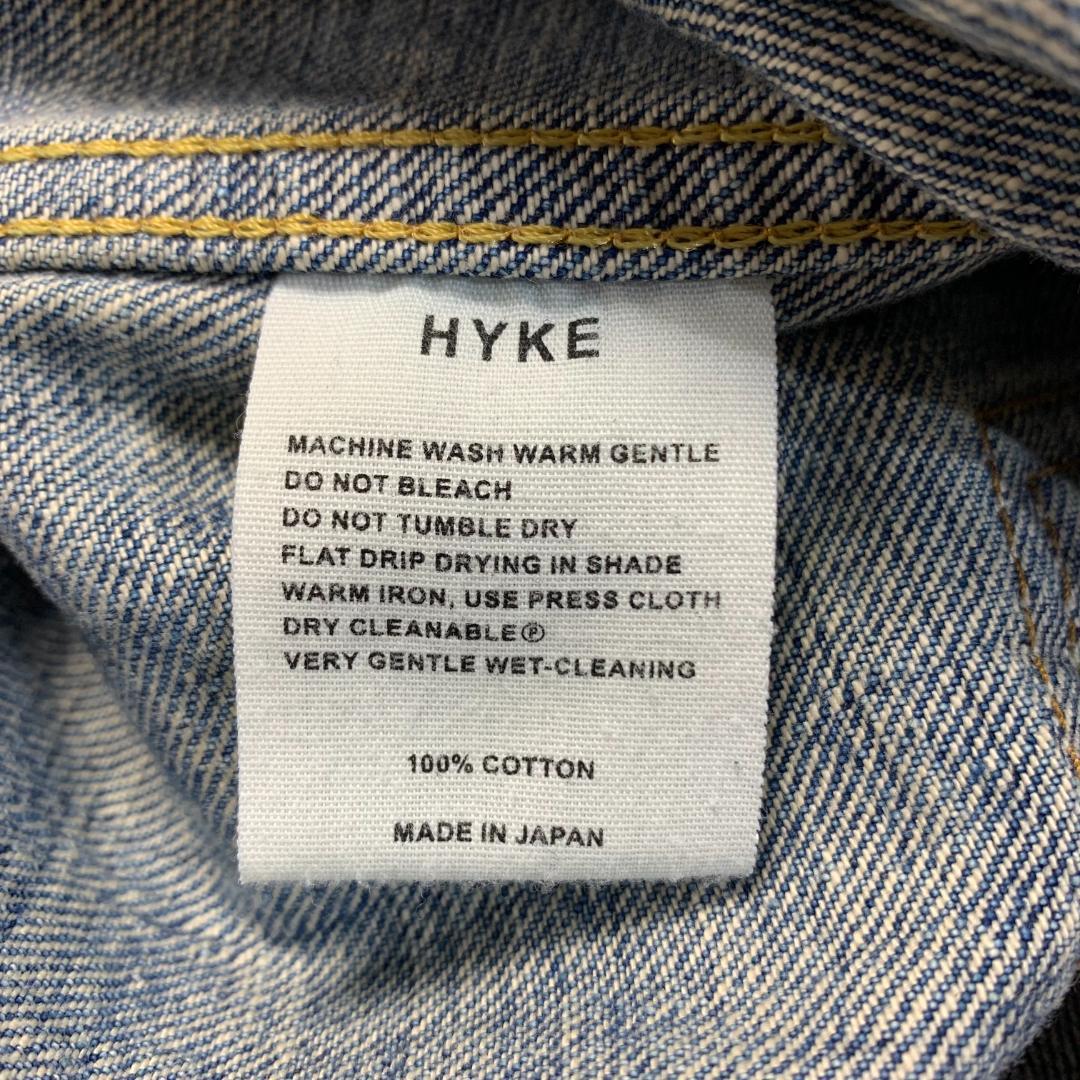 HYKE
MACHINE WASH WARM GENTLE
DO NOT BLEACH
DO NOT TUMBLE DRY
FLAT DRIP DRYING IN SHADE
WARM IRON, USE PRESS CLOTH
DRY CLEANABLEⓅ
VERY GENTLE WET-CLEANING
100% COTTON
MADE IN JAPAN